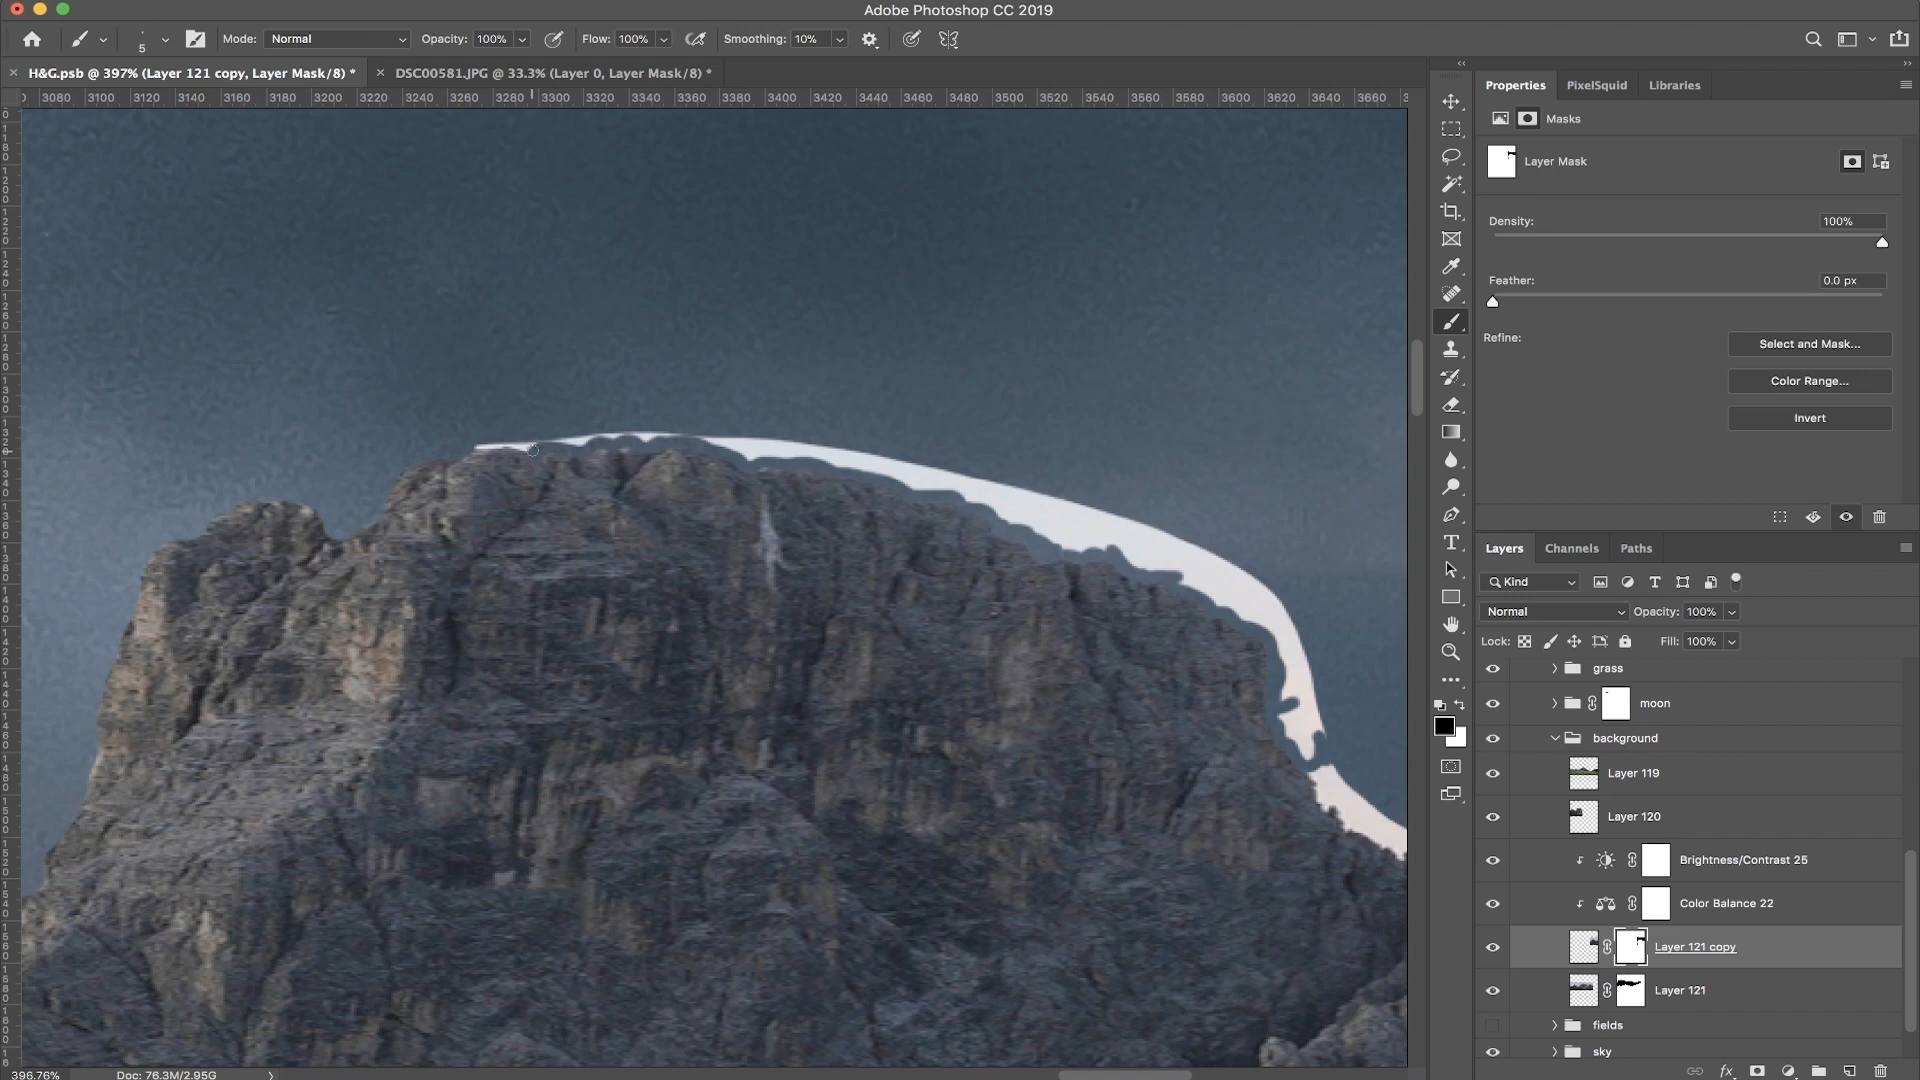 Adobe Photoshop CC 2019
5 Mode: Normal Opacity: 100% Flow: 100% Smoothing: 10%
H&G.psb @ 397% (Layer 121 copy, Layer Mask/8) * DSC00581.JPG @ 33.3% (Layer 0, Layer Mask/8) *
3080 3100 3120 3140 3160 3180 3200 3220 3240 3260 3280 3300 3320 3340 3360 3380 3400 3420 3440 3460 3480 3500 3520 3540 3560 3580 3600 3620 3640 3660
Properties PixelSquid Libraries
Masks
Layer Mask
Density: 100%
Feather: 0.0 px
Refine:
Select and Mask...
Color Range...
Invert
Layers Channels Paths
Kind
Normal Opacity: 100%
Lock: Fill: 100%
grass
moon
background
Layer 119
Layer 120
Brightness/Contrast 25
Color Balance 22
Layer 121 copy
Layer 121
fields
sky
396.76% Doc: 76.3M/2.95G